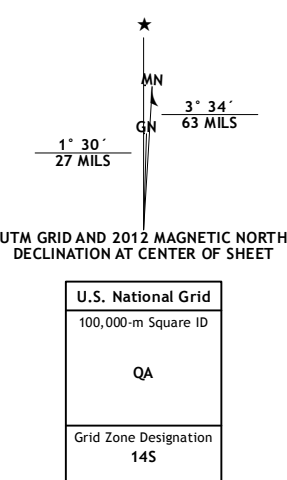 ★
MN
3° 34´
63 MILS
GN
1° 30´
27 MILS
UTM GRID AND 2012 MAGNETIC NORTH
DECLINATION AT CENTER OF SHEET
U.S. National Grid
100,000-m Square ID
QA
Grid Zone Designation
14S